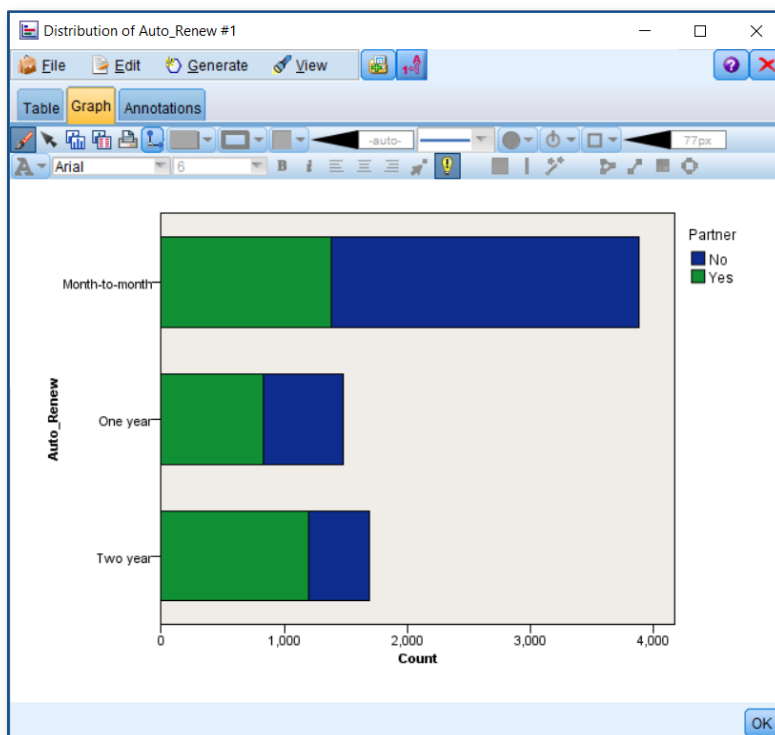 Distribution of Auto_Renew #1
File Edit Generate View
Table Graph Annotations
-auto- 77px
A Arial 6 B i
Partner
No
Yes
Month-to-month
One year
Two year
Auto_Renew
0 1,000 2,000 3,000 4,000
Count
OK